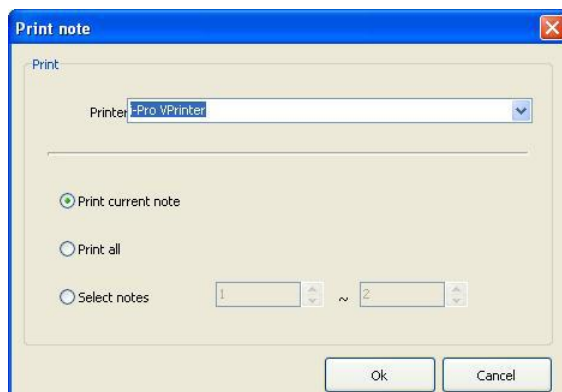 Print note
Print
Printer i-Pro VPrinter
Print current note
Print all
Select notes 1 ~ 2
Ok Cancel